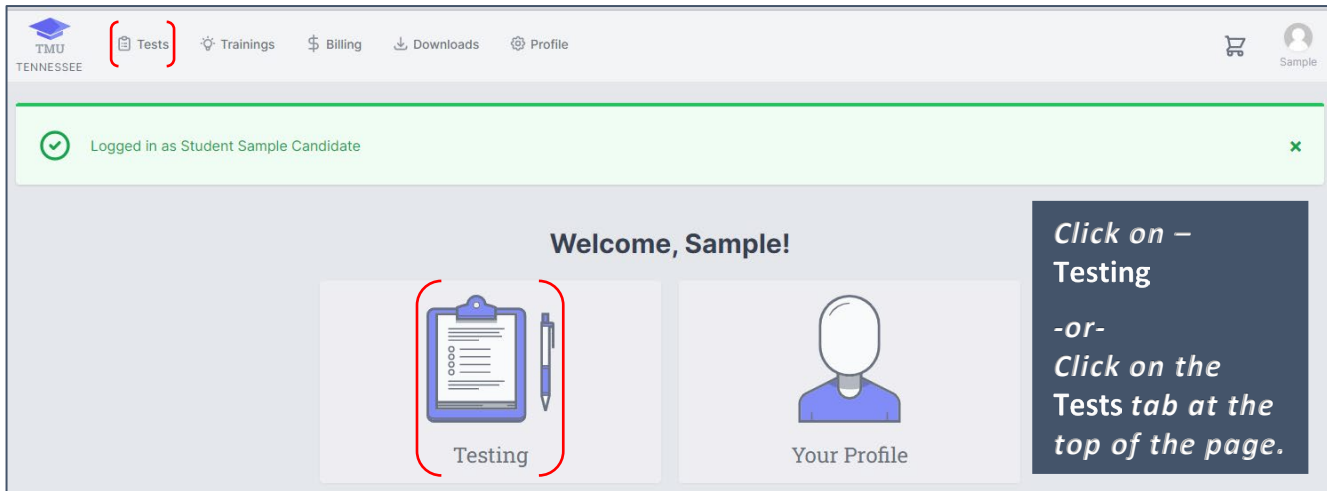 TMU
TENNESSEE
Tests Trainings $ Billing Downloads Profile
Sample
Logged in as Student Sample Candidate ×
Welcome, Sample!
Testing
Your Profile
Click on –
Testing
-or-
Click on the
Tests tab at the
top of the page.